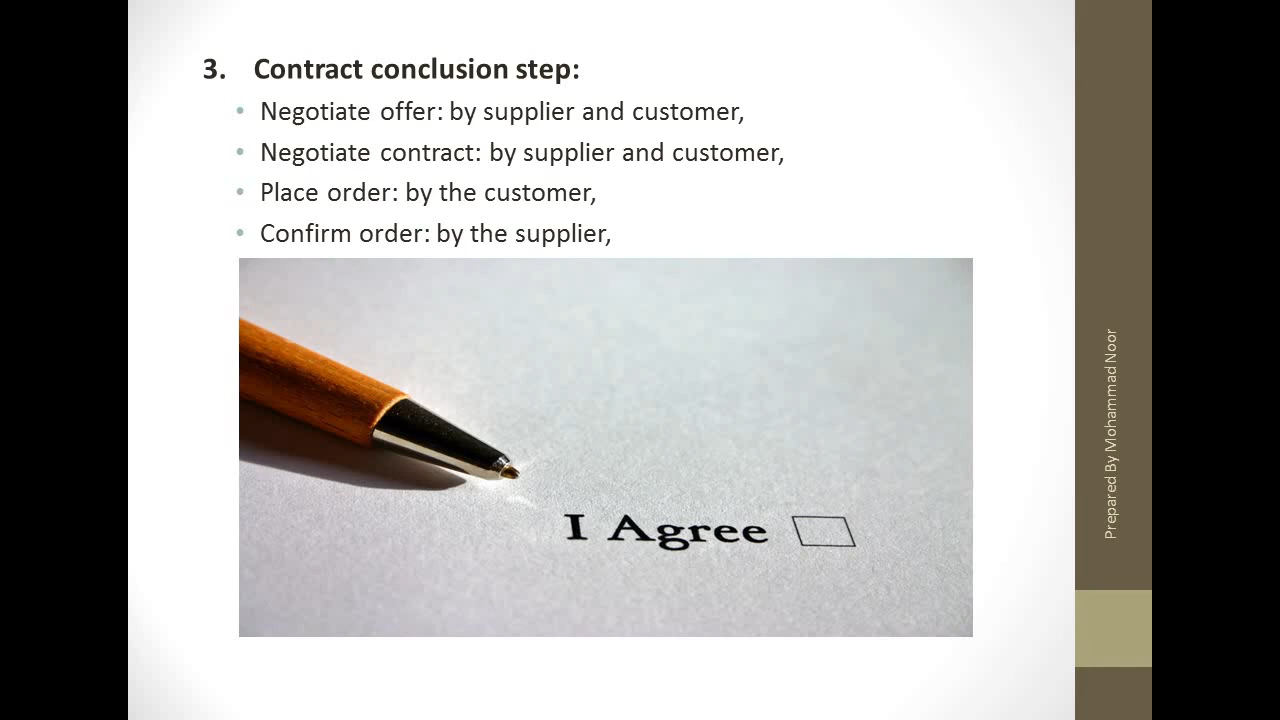 3. Contract conclusion step:
• Negotiate offer: by supplier and customer,
• Negotiate contract: by supplier and customer,
• Place order: by the customer,
• Confirm order: by the supplier,
I Agree
Prepared By Mohammad Noor